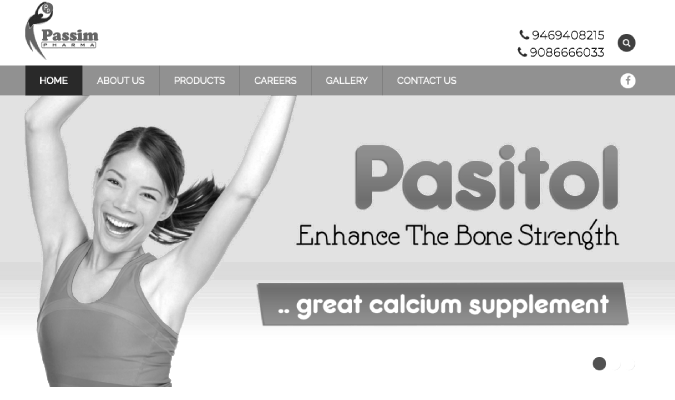 Passim
PHARMA
9469408215
9086666033
HOME ABOUT US PRODUCTS CAREERS GALLERY CONTACT US
Pasitol
Enhance The Bone Strength
.. great calcium supplement